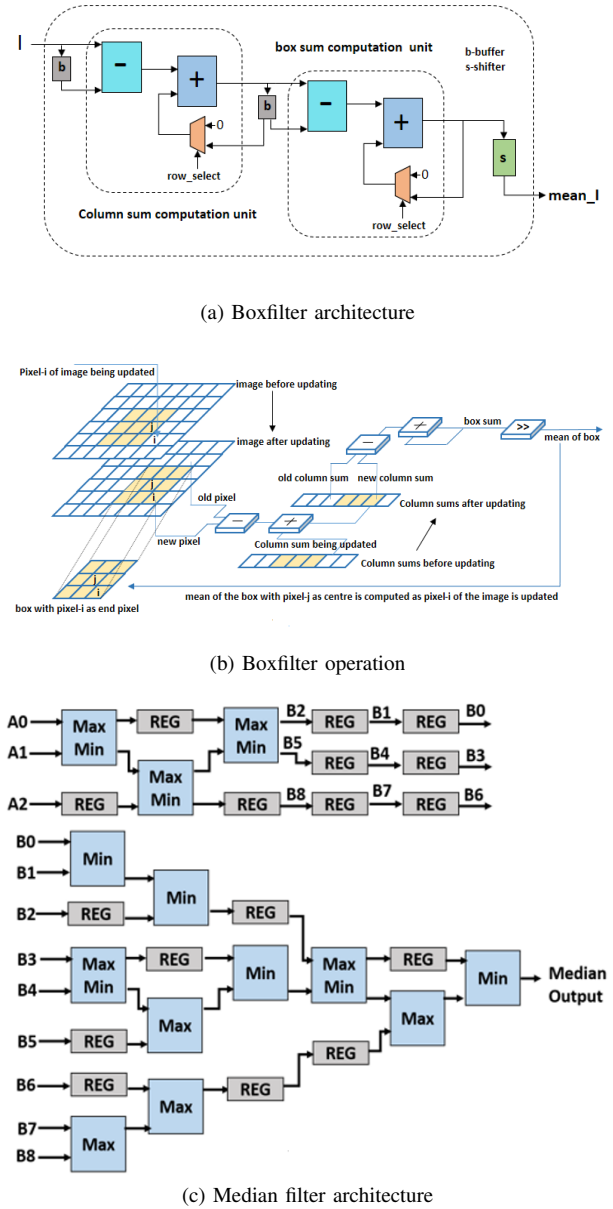 I
b
−
+
0
row_select
Column sum computation unit
box sum computation unit
b-buffer
s-shifter
b
−
+
0
row_select
s
mean_I
(a) Boxfilter architecture
Pixel-i of image being updated
image before updating
j
i
image after updating
j
i
old pixel
new pixel
−
≠
Column sum being updated
box with pixel-i as end pixel
j
i
old column sum
new column sum
−
≠
box sum
>>
mean of box
Column sums after updating
Column sums before updating
mean of the box with pixel-j as centre is computed as pixel-i of the image is updated
(b) Boxfilter operation
A0
A1
A2
Max
Min
REG
REG
Max
Min
Max
Min
REG
B2
REG
B1
REG
B0
B5
REG
B4
REG
B3
B8
REG
B7
REG
B6
B0
B1
Min
B2
REG
Min
REG
B3
B4
Max
Min
REG
Min
B5
REG
Max
Max
Min
REG
Min
Median
Output
Max
REG
B6
REG
Max
REG
B7
B8
Max
(c) Median filter architecture